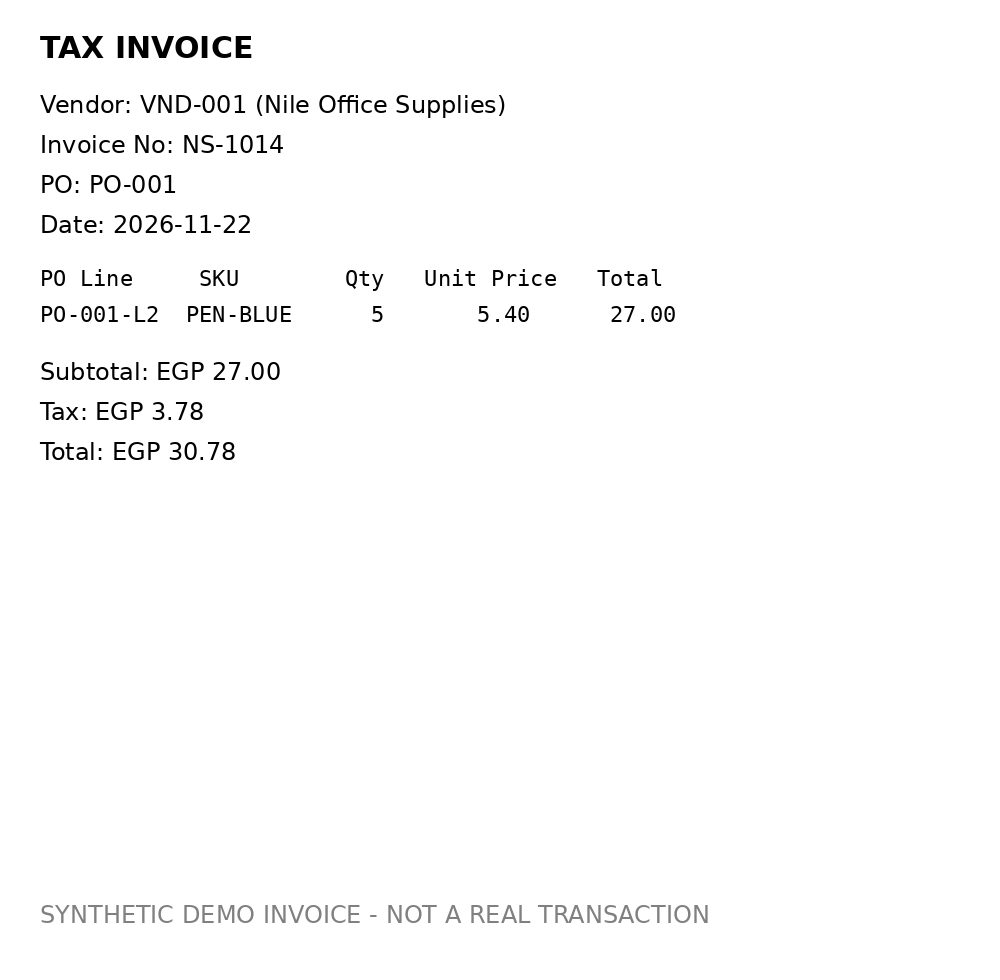 TAX INVOICE
Vendor: VND-001 (Nile Office Supplies)
Invoice No: NS-1014
PO: PO-001
Date: 2026-11-22
PO Line     SKU        Qty   Unit Price   Total
PO-001-L2  PEN-BLUE      5       5.40      27.00
Subtotal: EGP 27.00
Tax: EGP 3.78
Total: EGP 30.78
SYNTHETIC DEMO INVOICE - NOT A REAL TRANSACTION